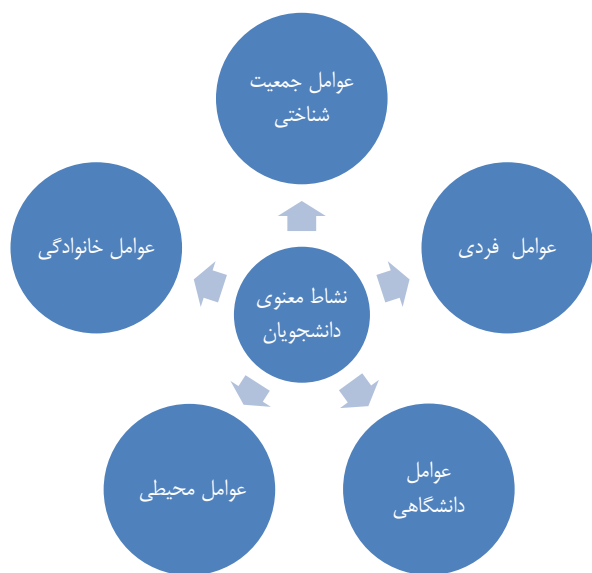 عوامل جمعیت
شناختی
عوامل فردی
عوامل خانوادگی
نشاط معنوی
دانشجویان
عوامل
دانشگاهی
عوامل محیطی